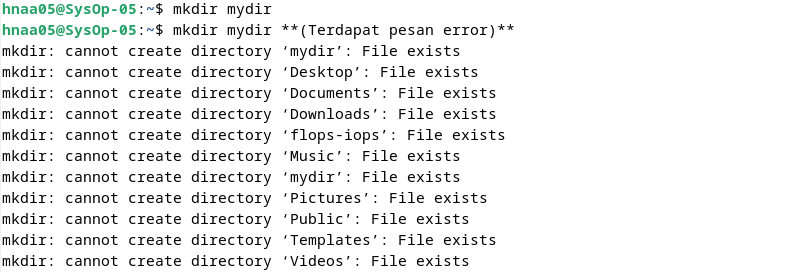 hnaa05@SysOp-05:~$ mkdir mydir
hnaa05@SysOp-05:~$ mkdir mydir **(Terdapat pesan error)**
mkdir: cannot create directory ‘mydir’: File exists
mkdir: cannot create directory ‘Desktop’: File exists
mkdir: cannot create directory ‘Documents’: File exists
mkdir: cannot create directory ‘Downloads’: File exists
mkdir: cannot create directory ‘flops-iops’: File exists
mkdir: cannot create directory ‘Music’: File exists
mkdir: cannot create directory ‘mydir’: File exists
mkdir: cannot create directory ‘Pictures’: File exists
mkdir: cannot create directory ‘Public’: File exists
mkdir: cannot create directory ‘Templates’: File exists
mkdir: cannot create directory ‘Videos’: File exists